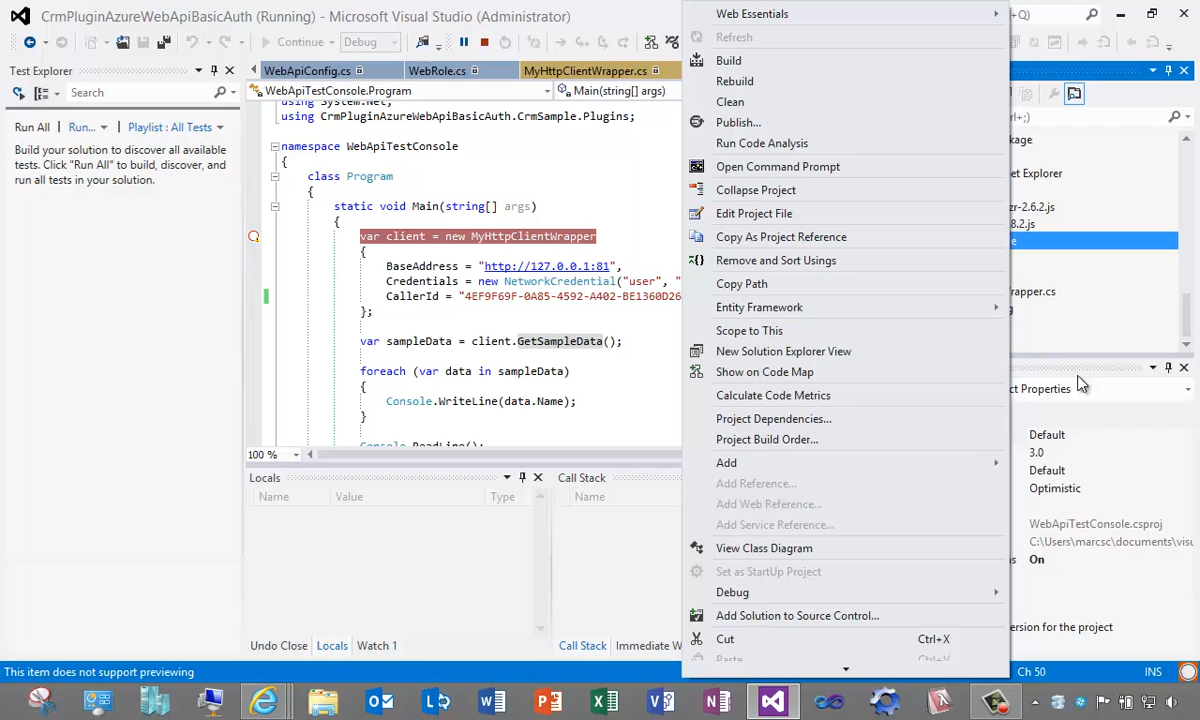 CrmPluginAzureWebApiBasicAuth (Running) - Microsoft Visual Studio (Administrator)
+Q)
Continue
Debug
Test Explorer
Search
Run All | Run... Playlist : All Tests
Build your solution to discover all available
tests. Click "Run All" to build, discover, and
run all tests in your solution.
WebApiConfig.cs
WebRole.cs
MyHttpClientWrapper.cs
WebApiTestConsole.Program
Main(string[] args)
using System.Net;
using CrmPluginAzureWebApiBasicAuth.CrmSample.Plugins;
namespace WebApiTestConsole
{
class Program
{
static void Main(string[] args)
{
var client = new MyHttpClientWrapper
{
BaseAddress = "http://127.0.0.1:81",
Credentials = new NetworkCredential("user", "
CallerId = "4EF9F69F-0A85-4592-A402-BE1360D26
};
var sampleData = client.GetSampleData();
foreach (var data in sampleData)
{
Console.WriteLine(data.Name);
}
Console.ReadLine();
100 %
Locals
Name
Value
Type
Call Stack
Name
Undo Close
Locals
Watch 1
Call Stack
Immediate W
Web Essentials
Refresh
Build
Rebuild
Clean
Publish...
Run Code Analysis
Open Command Prompt
Collapse Project
Edit Project File
Copy As Project Reference
Remove and Sort Usings
Copy Path
Entity Framework
Scope to This
New Solution Explorer View
Show on Code Map
Calculate Code Metrics
Project Dependencies...
Project Build Order...
Add
Add Reference...
Add Web Reference...
Add Service Reference...
View Class Diagram
Set as StartUp Project
Debug
Add Solution to Source Control...
Cut Ctrl+X
Paste Ctrl+V
+;)
kage
et Explorer
zr-2.6.2.js
8.2.js
e
rapper.cs
g
ct Properties
Default
3.0
Default
Optimistic
WebApiTestConsole.csproj
C:\Users\marcsc\documents\visu
s On
ersion for the project
This item does not support previewing
Ch 50
INS